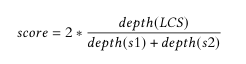 score = 2 * depth(LCS) / depth(s1) + depth(s2)